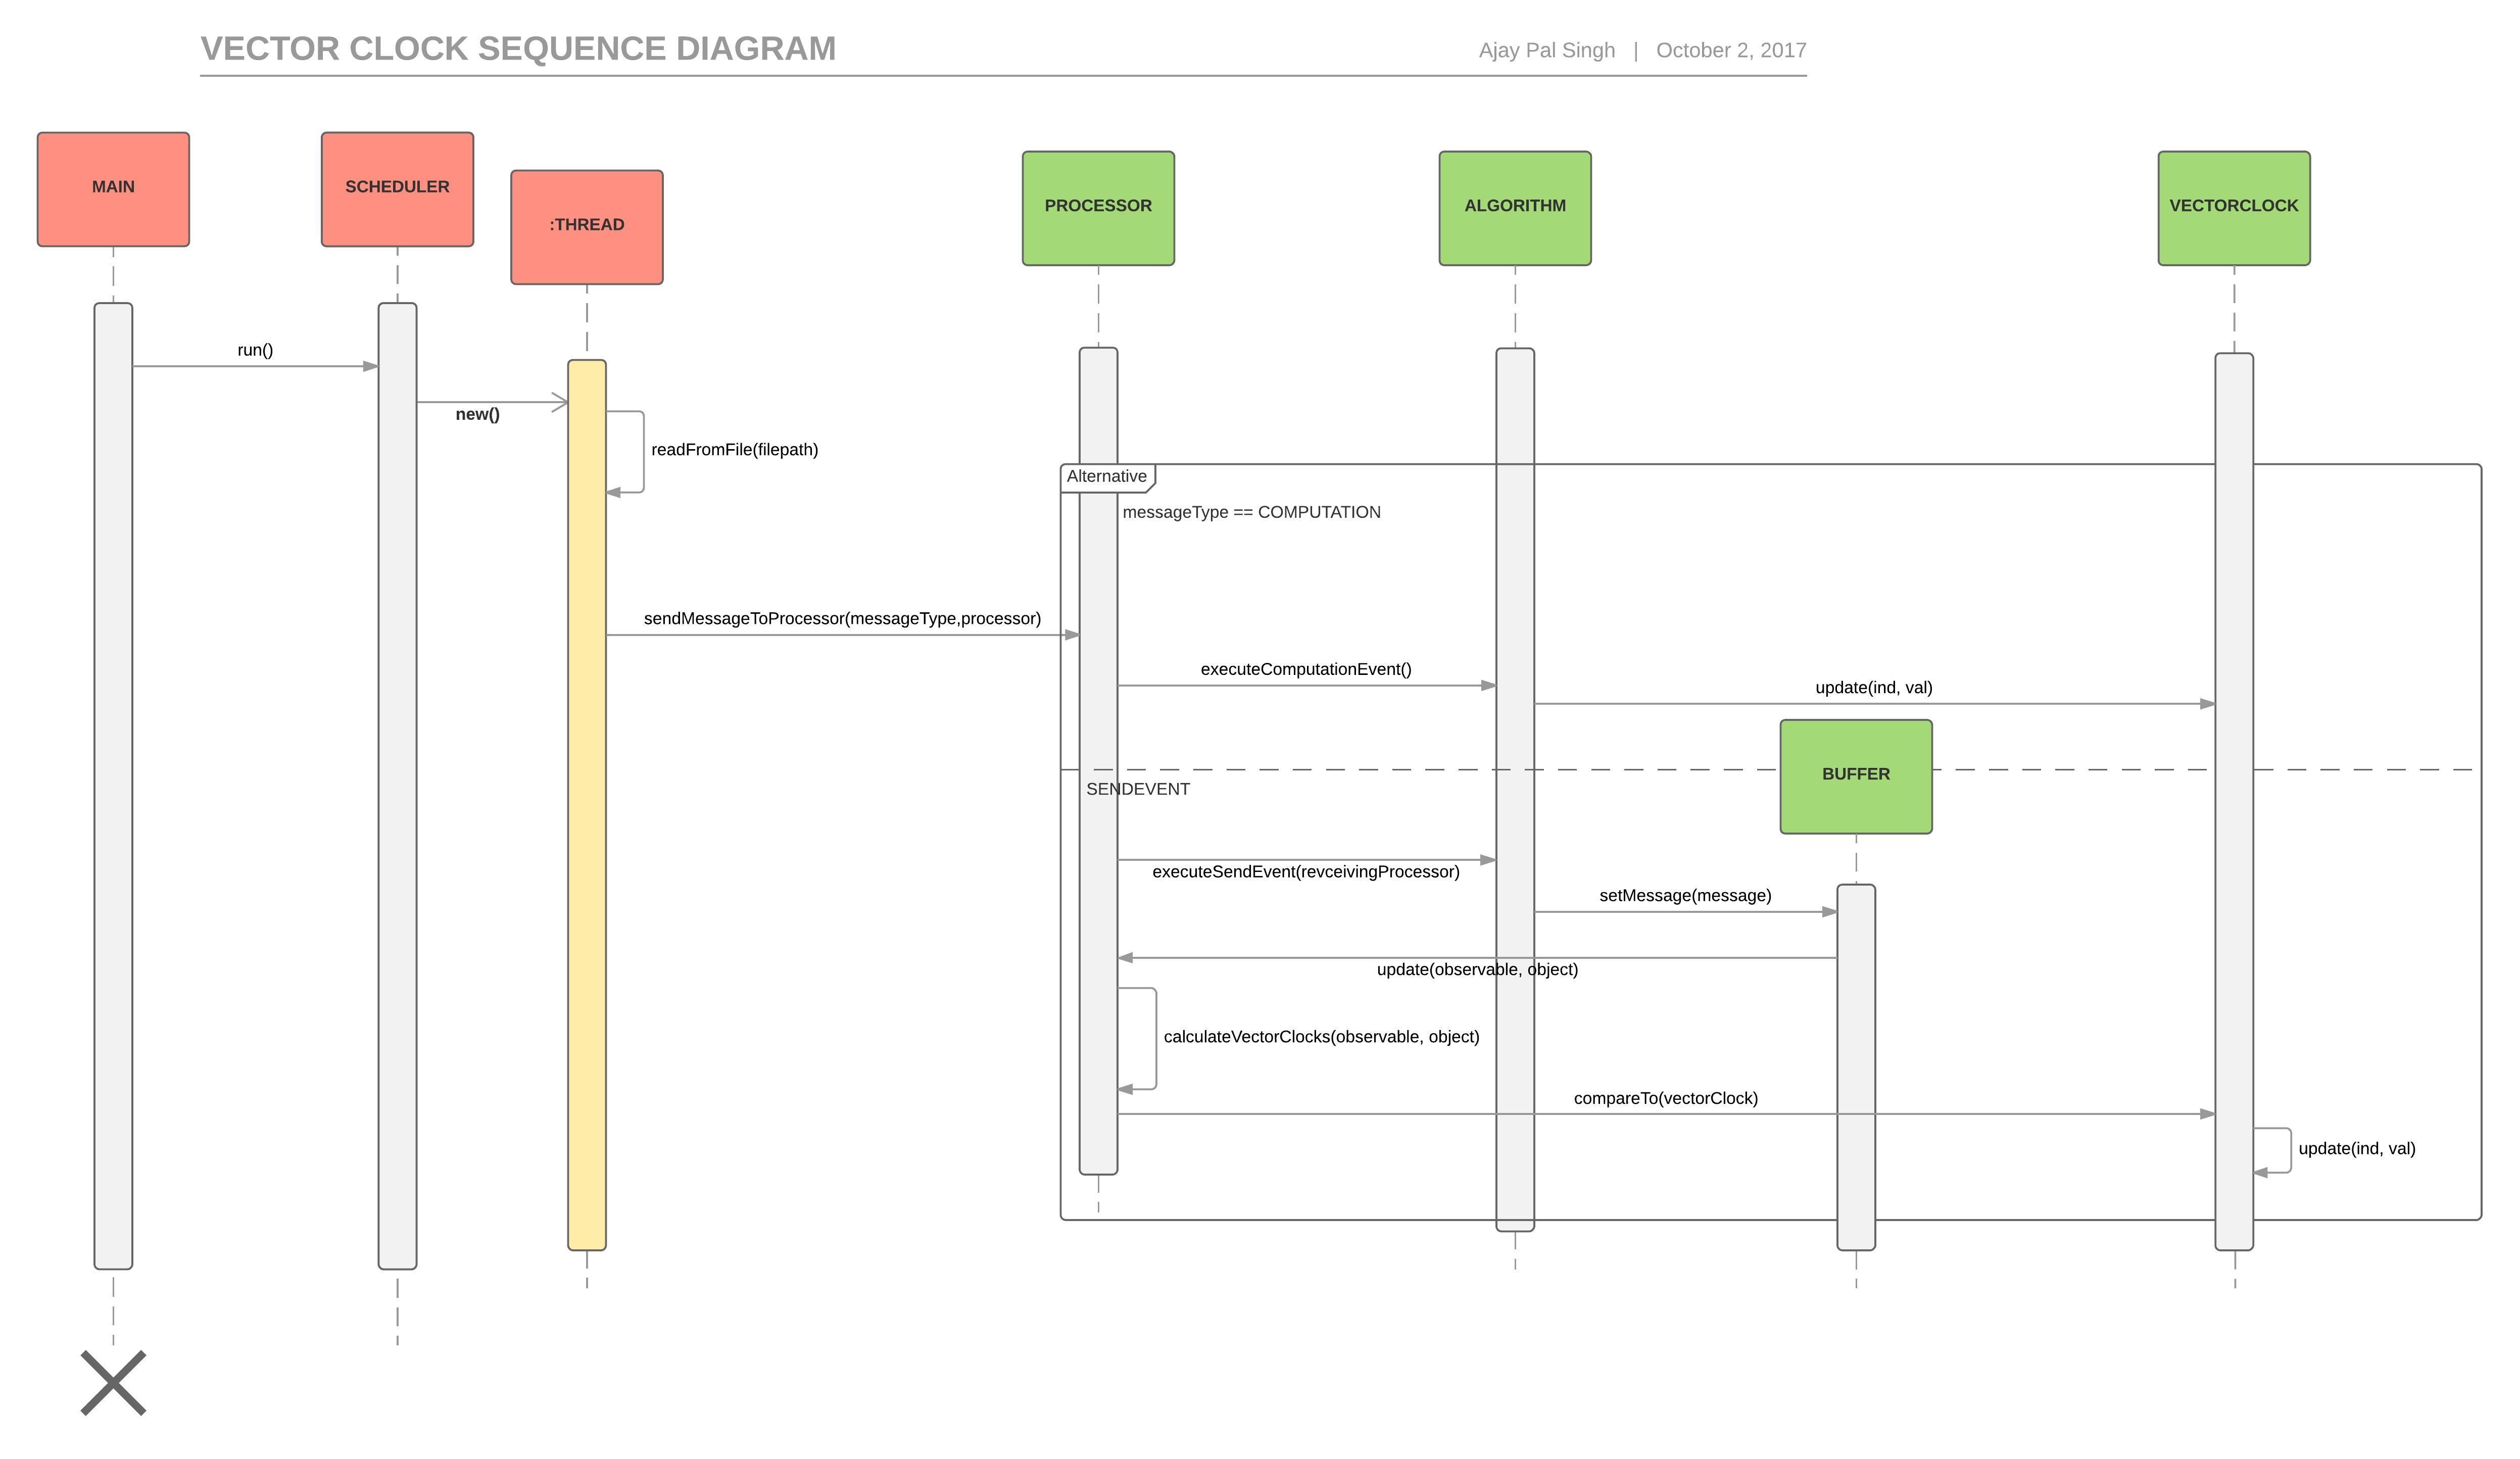 VECTOR CLOCK SEQUENCE DIAGRAM
Ajay Pal Singh | October 2, 2017
MAIN
SCHEDULER
:THREAD
PROCESSOR
ALGORITHM
VECTORCLOCK
run()
new()
readFromFile(filepath)
Alternative
messageType == COMPUTATION
sendMessageToProcessor(messageType,processor)
executeComputationEvent()
update(ind, val)
BUFFER
SENDEVENT
executeSendEvent(revceivingProcessor)
setMessage(message)
update(observable, object)
calculateVectorClocks(observable, object)
compareTo(vectorClock)
update(ind, val)